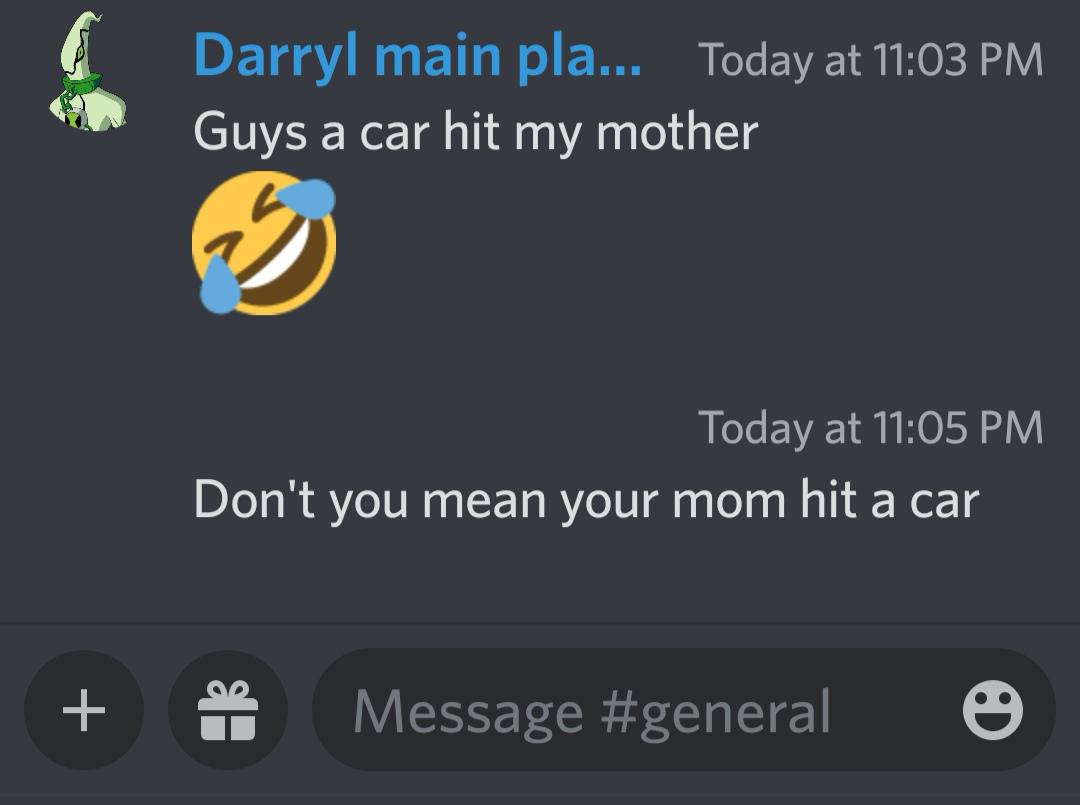 Darryl main pla... Today at 11:03 PM
Guys a car hit my mother
Today at 11:05 PM
Don't you mean your mom hit a car
Message #general